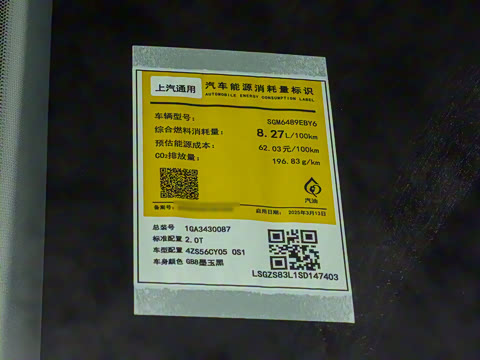 上汽通用
汽车能源消耗量标识
AUTOMOBILE ENERGY CONSUMPTION LABEL
车辆型号： SGM6489EBY6
综合燃料消耗量： 8.27L/100km
预估能源成本： 62.03元/100km
CO₂排放量： 196.83g/km
汽油
备案号：
启用日期： 2025年3月13日
总装号 1GA3430087
标准配置 2.0T
车型配置 4ZS56CY05 0S1
车身颜色 GB8墨玉黑
LSGZS83L1SD147403